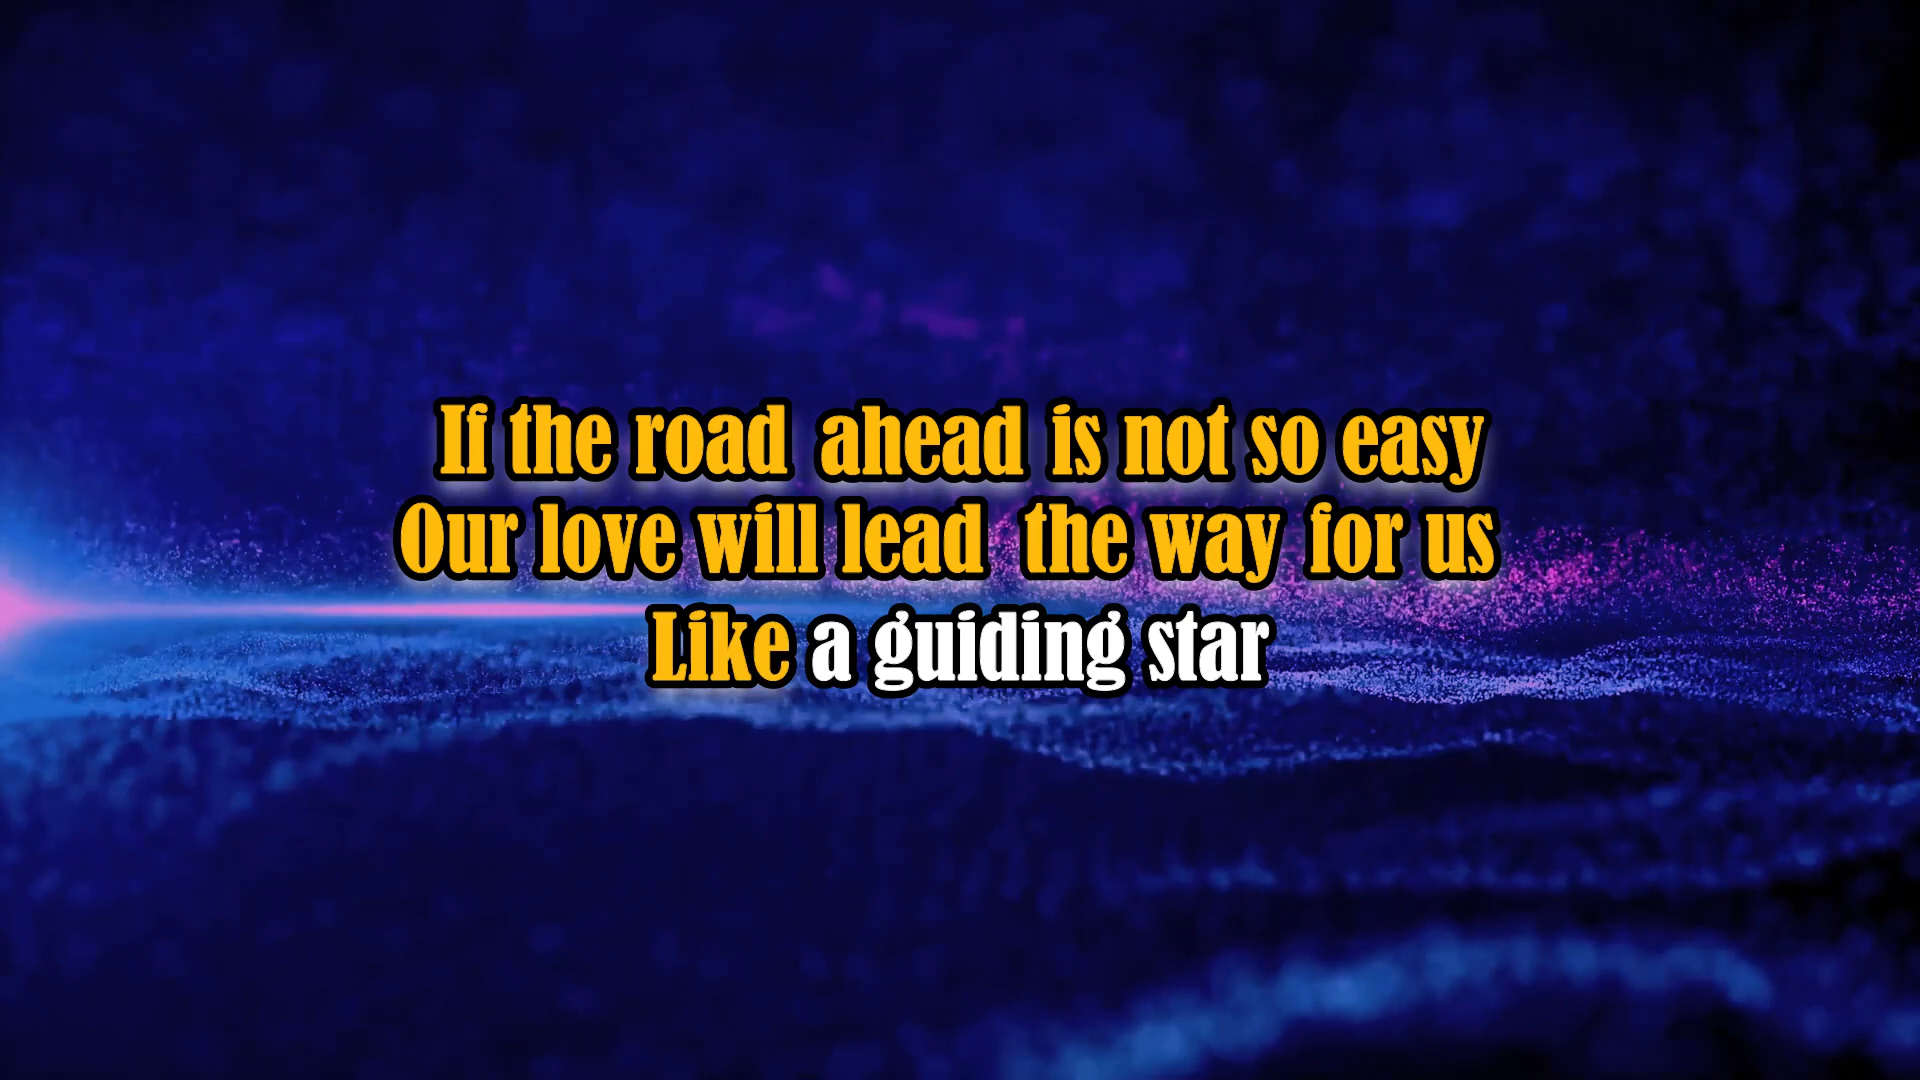 If the road ahead is not so easy
Our love will lead the way for us
Like a guiding star